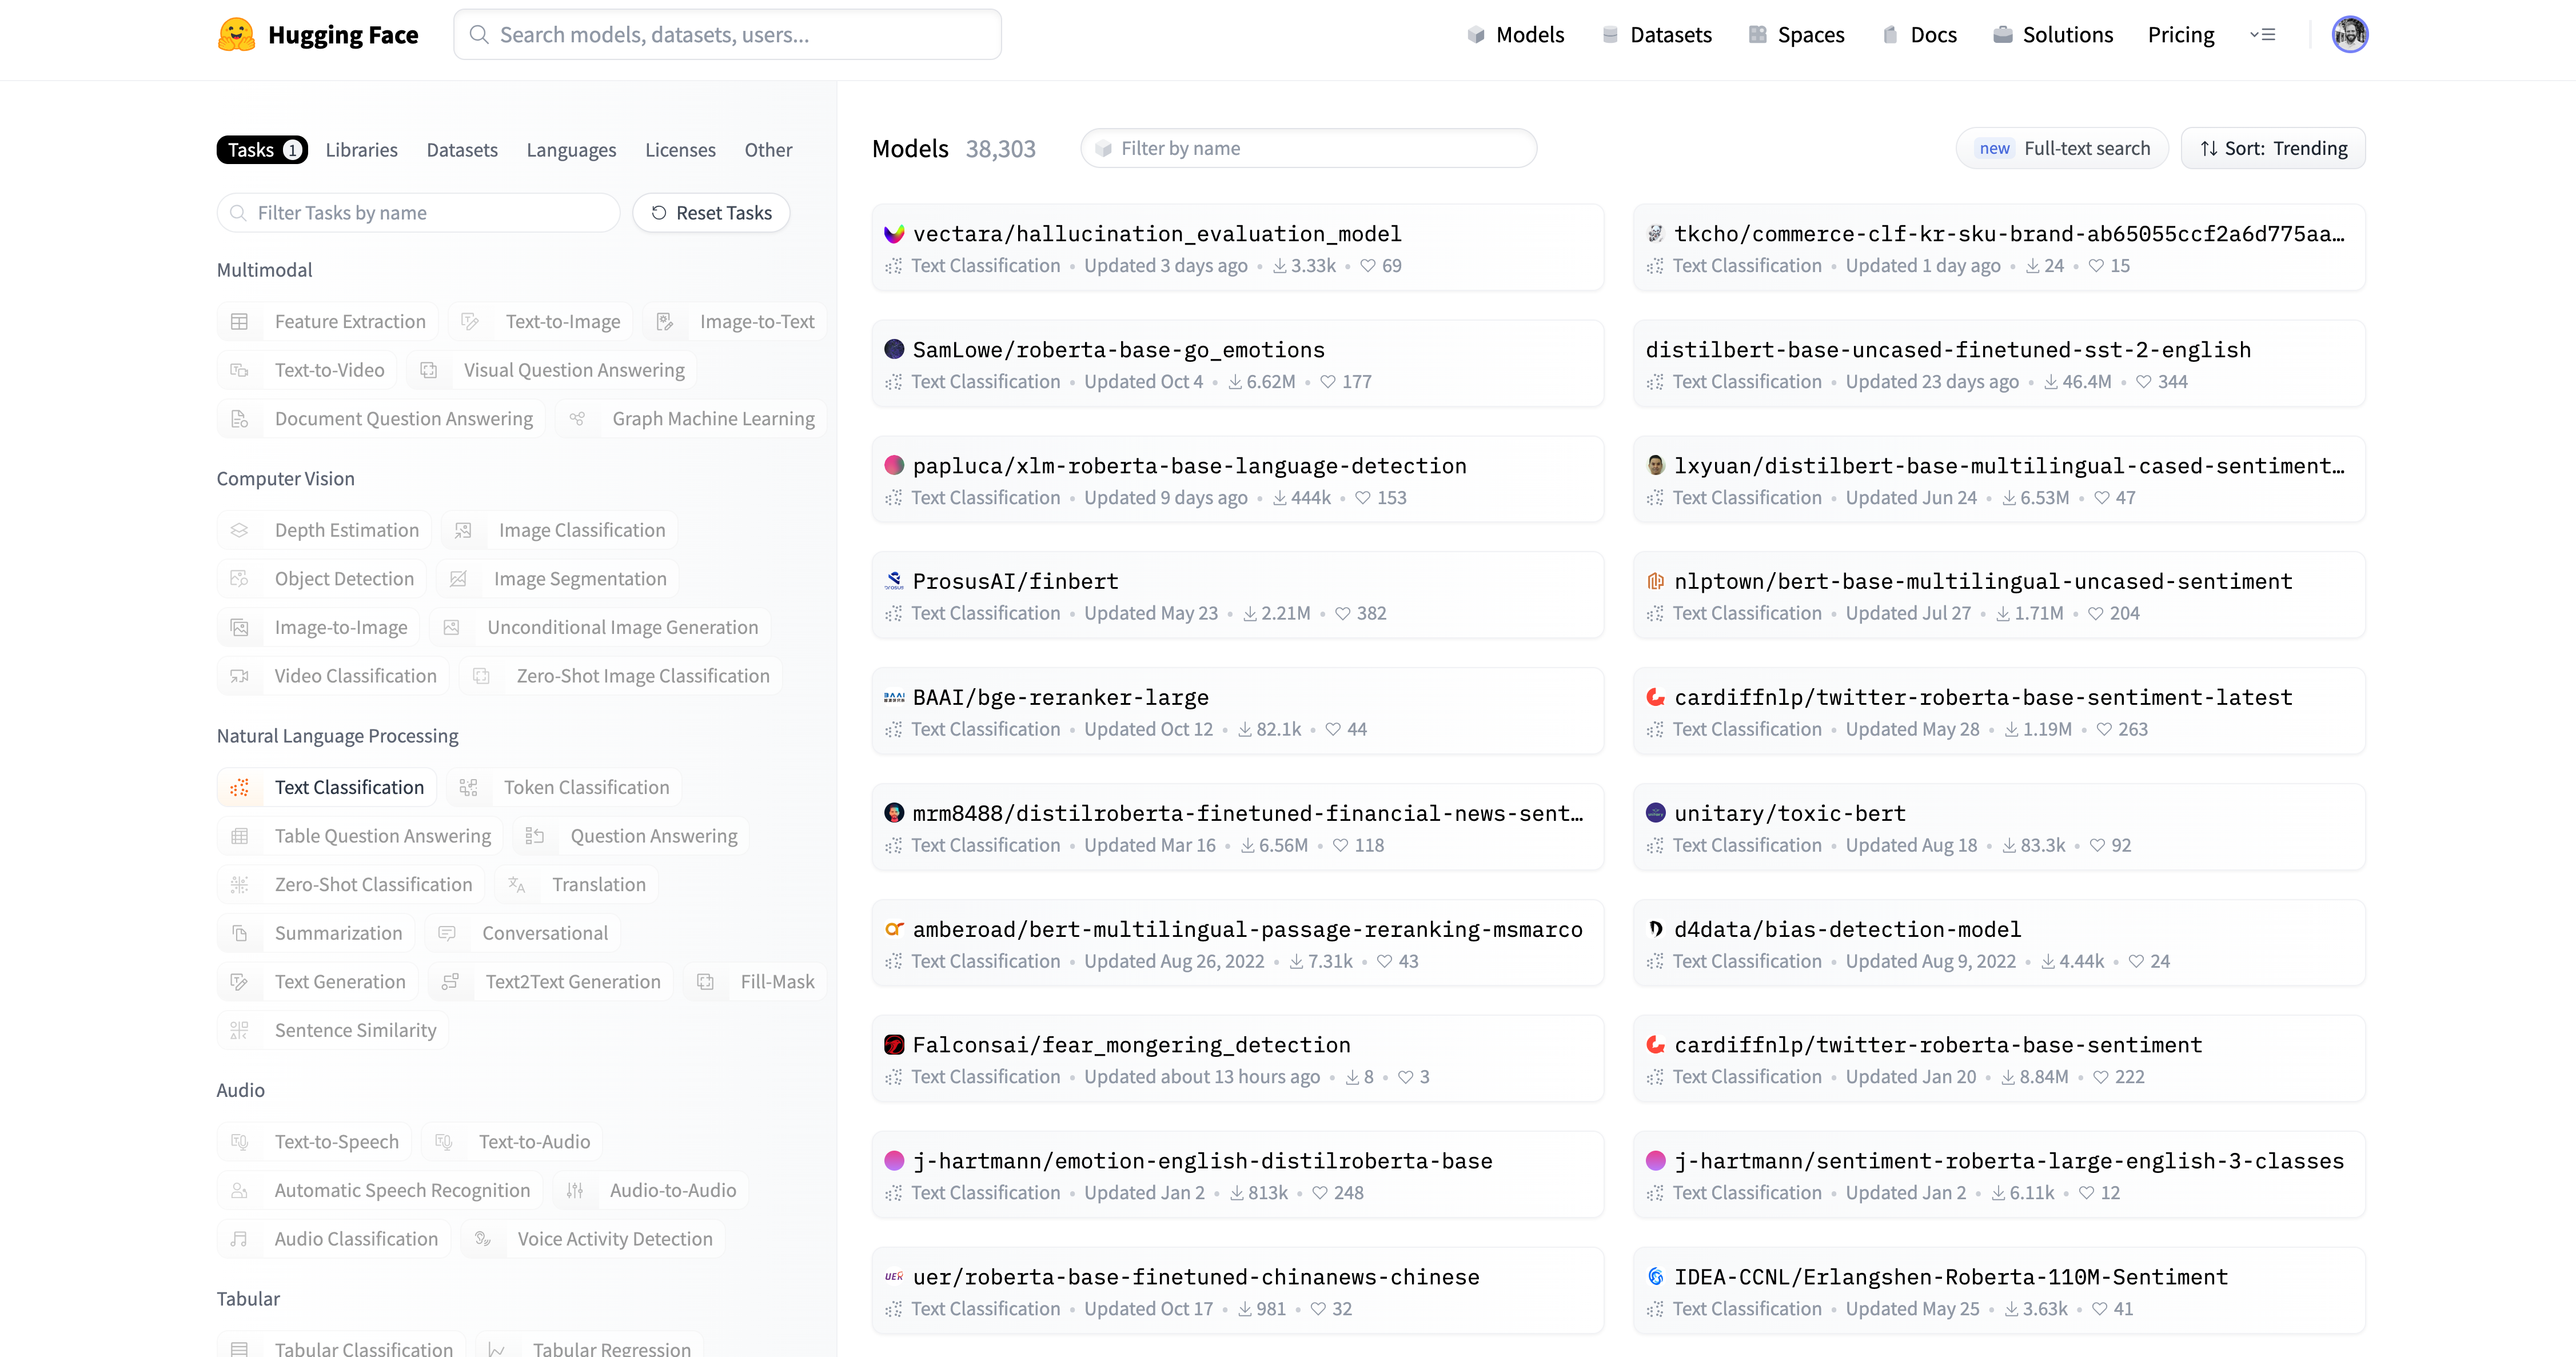 Hugging Face
Search models, datasets, users...
Models
Datasets
Spaces
Docs
Solutions
Pricing
Tasks 1
Libraries
Datasets
Languages
Licenses
Other
Filter Tasks by name
Reset Tasks
Multimodal
Feature Extraction
Text-to-Image
Image-to-Text
Text-to-Video
Visual Question Answering
Document Question Answering
Graph Machine Learning
Computer Vision
Depth Estimation
Image Classification
Object Detection
Image Segmentation
Image-to-Image
Unconditional Image Generation
Video Classification
Zero-Shot Image Classification
Natural Language Processing
Text Classification
Token Classification
Table Question Answering
Question Answering
Zero-Shot Classification
Translation
Summarization
Conversational
Text Generation
Text2Text Generation
Fill-Mask
Sentence Similarity
Audio
Text-to-Speech
Text-to-Audio
Automatic Speech Recognition
Audio-to-Audio
Audio Classification
Voice Activity Detection
Tabular
Tabular Classification
Tabular Regression
Models 38,303
Filter by name
new Full-text search
Sort: Trending
vectara/hallucination_evaluation_model
Text Classification • Updated 3 days ago • 3.33k • 69
tkcho/commerce-clf-kr-sku-brand-ab65055ccf2a6d775aa…
Text Classification • Updated 1 day ago • 24 • 15
SamLowe/roberta-base-go_emotions
Text Classification • Updated Oct 4 • 6.62M • 177
distilbert-base-uncased-finetuned-sst-2-english
Text Classification • Updated 23 days ago • 46.4M • 344
papluca/xlm-roberta-base-language-detection
Text Classification • Updated 9 days ago • 444k • 153
lxyuan/distilbert-base-multilingual-cased-sentiment…
Text Classification • Updated Jun 24 • 6.53M • 47
ProsusAI/finbert
Text Classification • Updated May 23 • 2.21M • 382
nlptown/bert-base-multilingual-uncased-sentiment
Text Classification • Updated Jul 27 • 1.71M • 204
BAAI/bge-reranker-large
Text Classification • Updated Oct 12 • 82.1k • 44
cardiffnlp/twitter-roberta-base-sentiment-latest
Text Classification • Updated May 28 • 1.19M • 263
mrm8488/distilroberta-finetuned-financial-news-sent…
Text Classification • Updated Mar 16 • 6.56M • 118
unitary/toxic-bert
Text Classification • Updated Aug 18 • 83.3k • 92
amberoad/bert-multilingual-passage-reranking-msmarco
Text Classification • Updated Aug 26, 2022 • 7.31k • 43
d4data/bias-detection-model
Text Classification • Updated Aug 9, 2022 • 4.44k • 24
Falconsai/fear_mongering_detection
Text Classification • Updated about 13 hours ago • 8 • 3
cardiffnlp/twitter-roberta-base-sentiment
Text Classification • Updated Jan 20 • 8.84M • 222
j-hartmann/emotion-english-distilroberta-base
Text Classification • Updated Jan 2 • 813k • 248
j-hartmann/sentiment-roberta-large-english-3-classes
Text Classification • Updated Jan 2 • 6.11k • 12
UER uer/roberta-base-finetuned-chinanews-chinese
Text Classification • Updated Oct 17 • 981 • 32
IDEA-CCNL/Erlangshen-Roberta-110M-Sentiment
Text Classification • Updated May 25 • 3.63k • 41